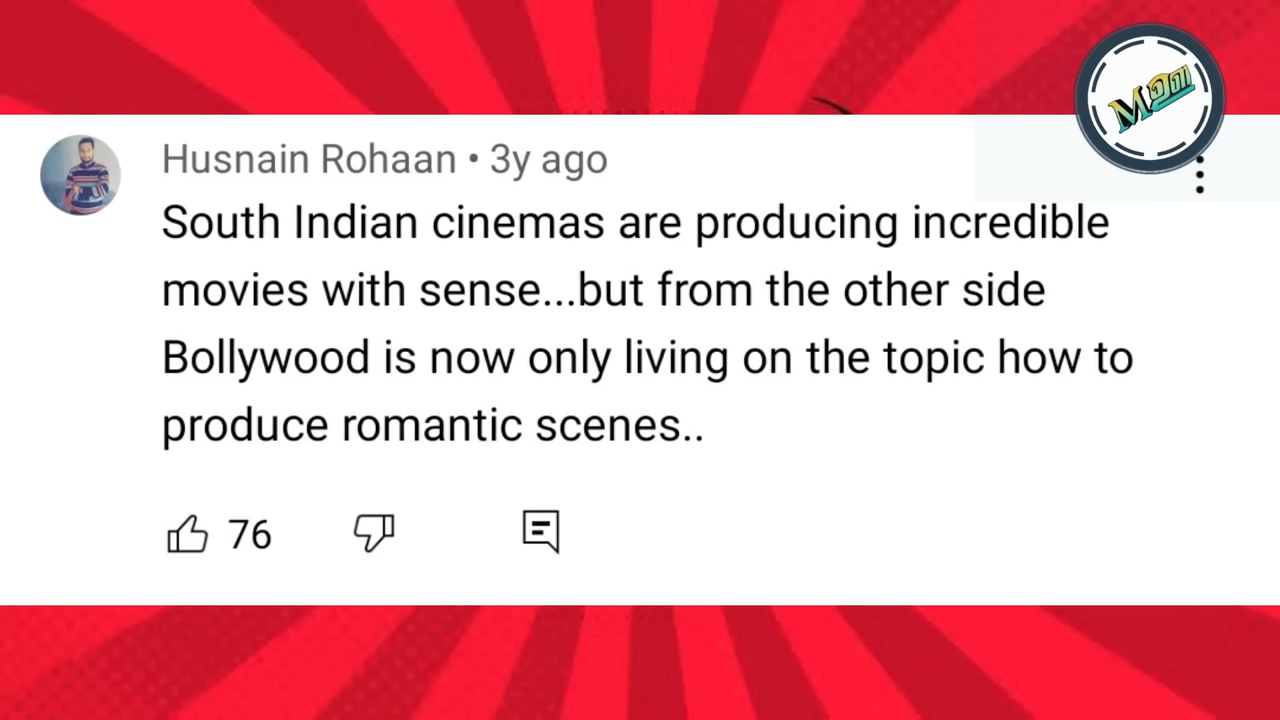 Husnain Rohaan • 3y ago
South Indian cinemas are producing incredible
movies with sense...but from the other side
Bollywood is now only living on the topic how to
produce romantic scenes..
76